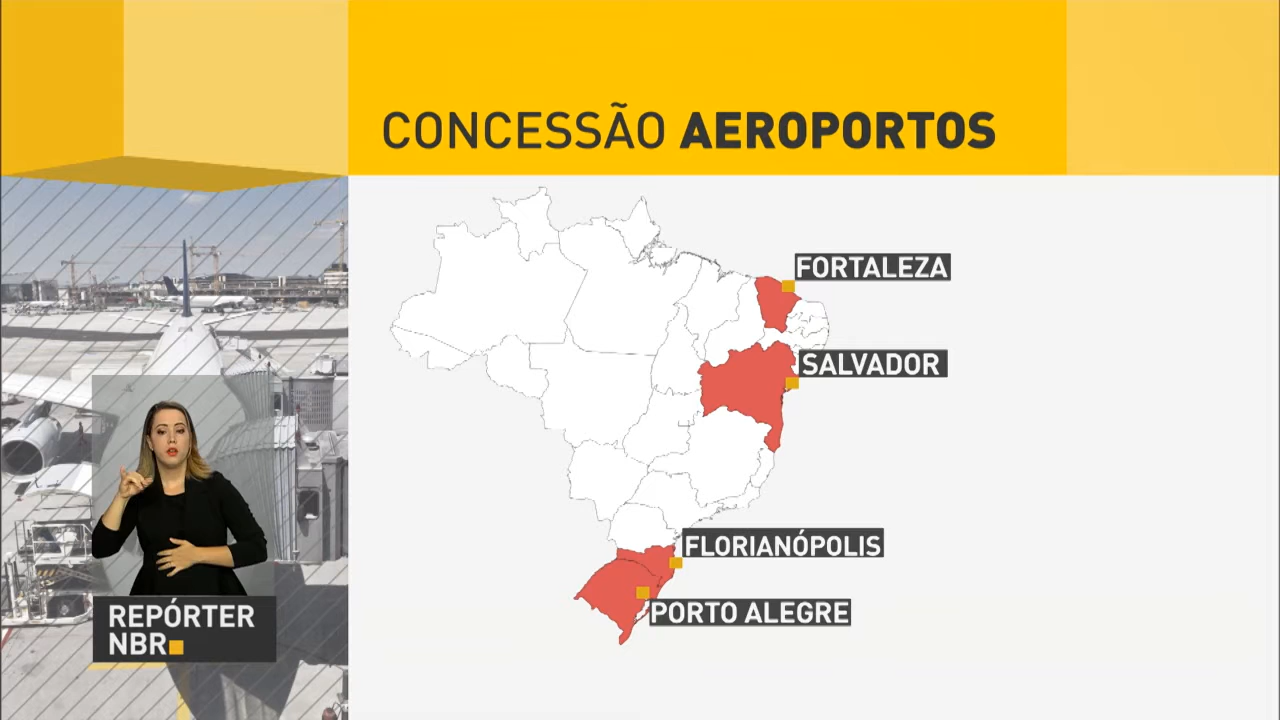 CONCESSÃO AEROPORTOS
FORTALEZA
SALVADOR
FLORIANÓPOLIS
PORTO ALEGRE
REPÓRTER
NBR